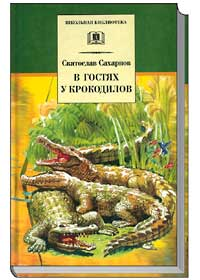 ШКОЛЬНАЯ БИБЛИОТЕКА
Святослав Сахарнов
В ГОСТЯХ
У КРОКОДИЛОВ